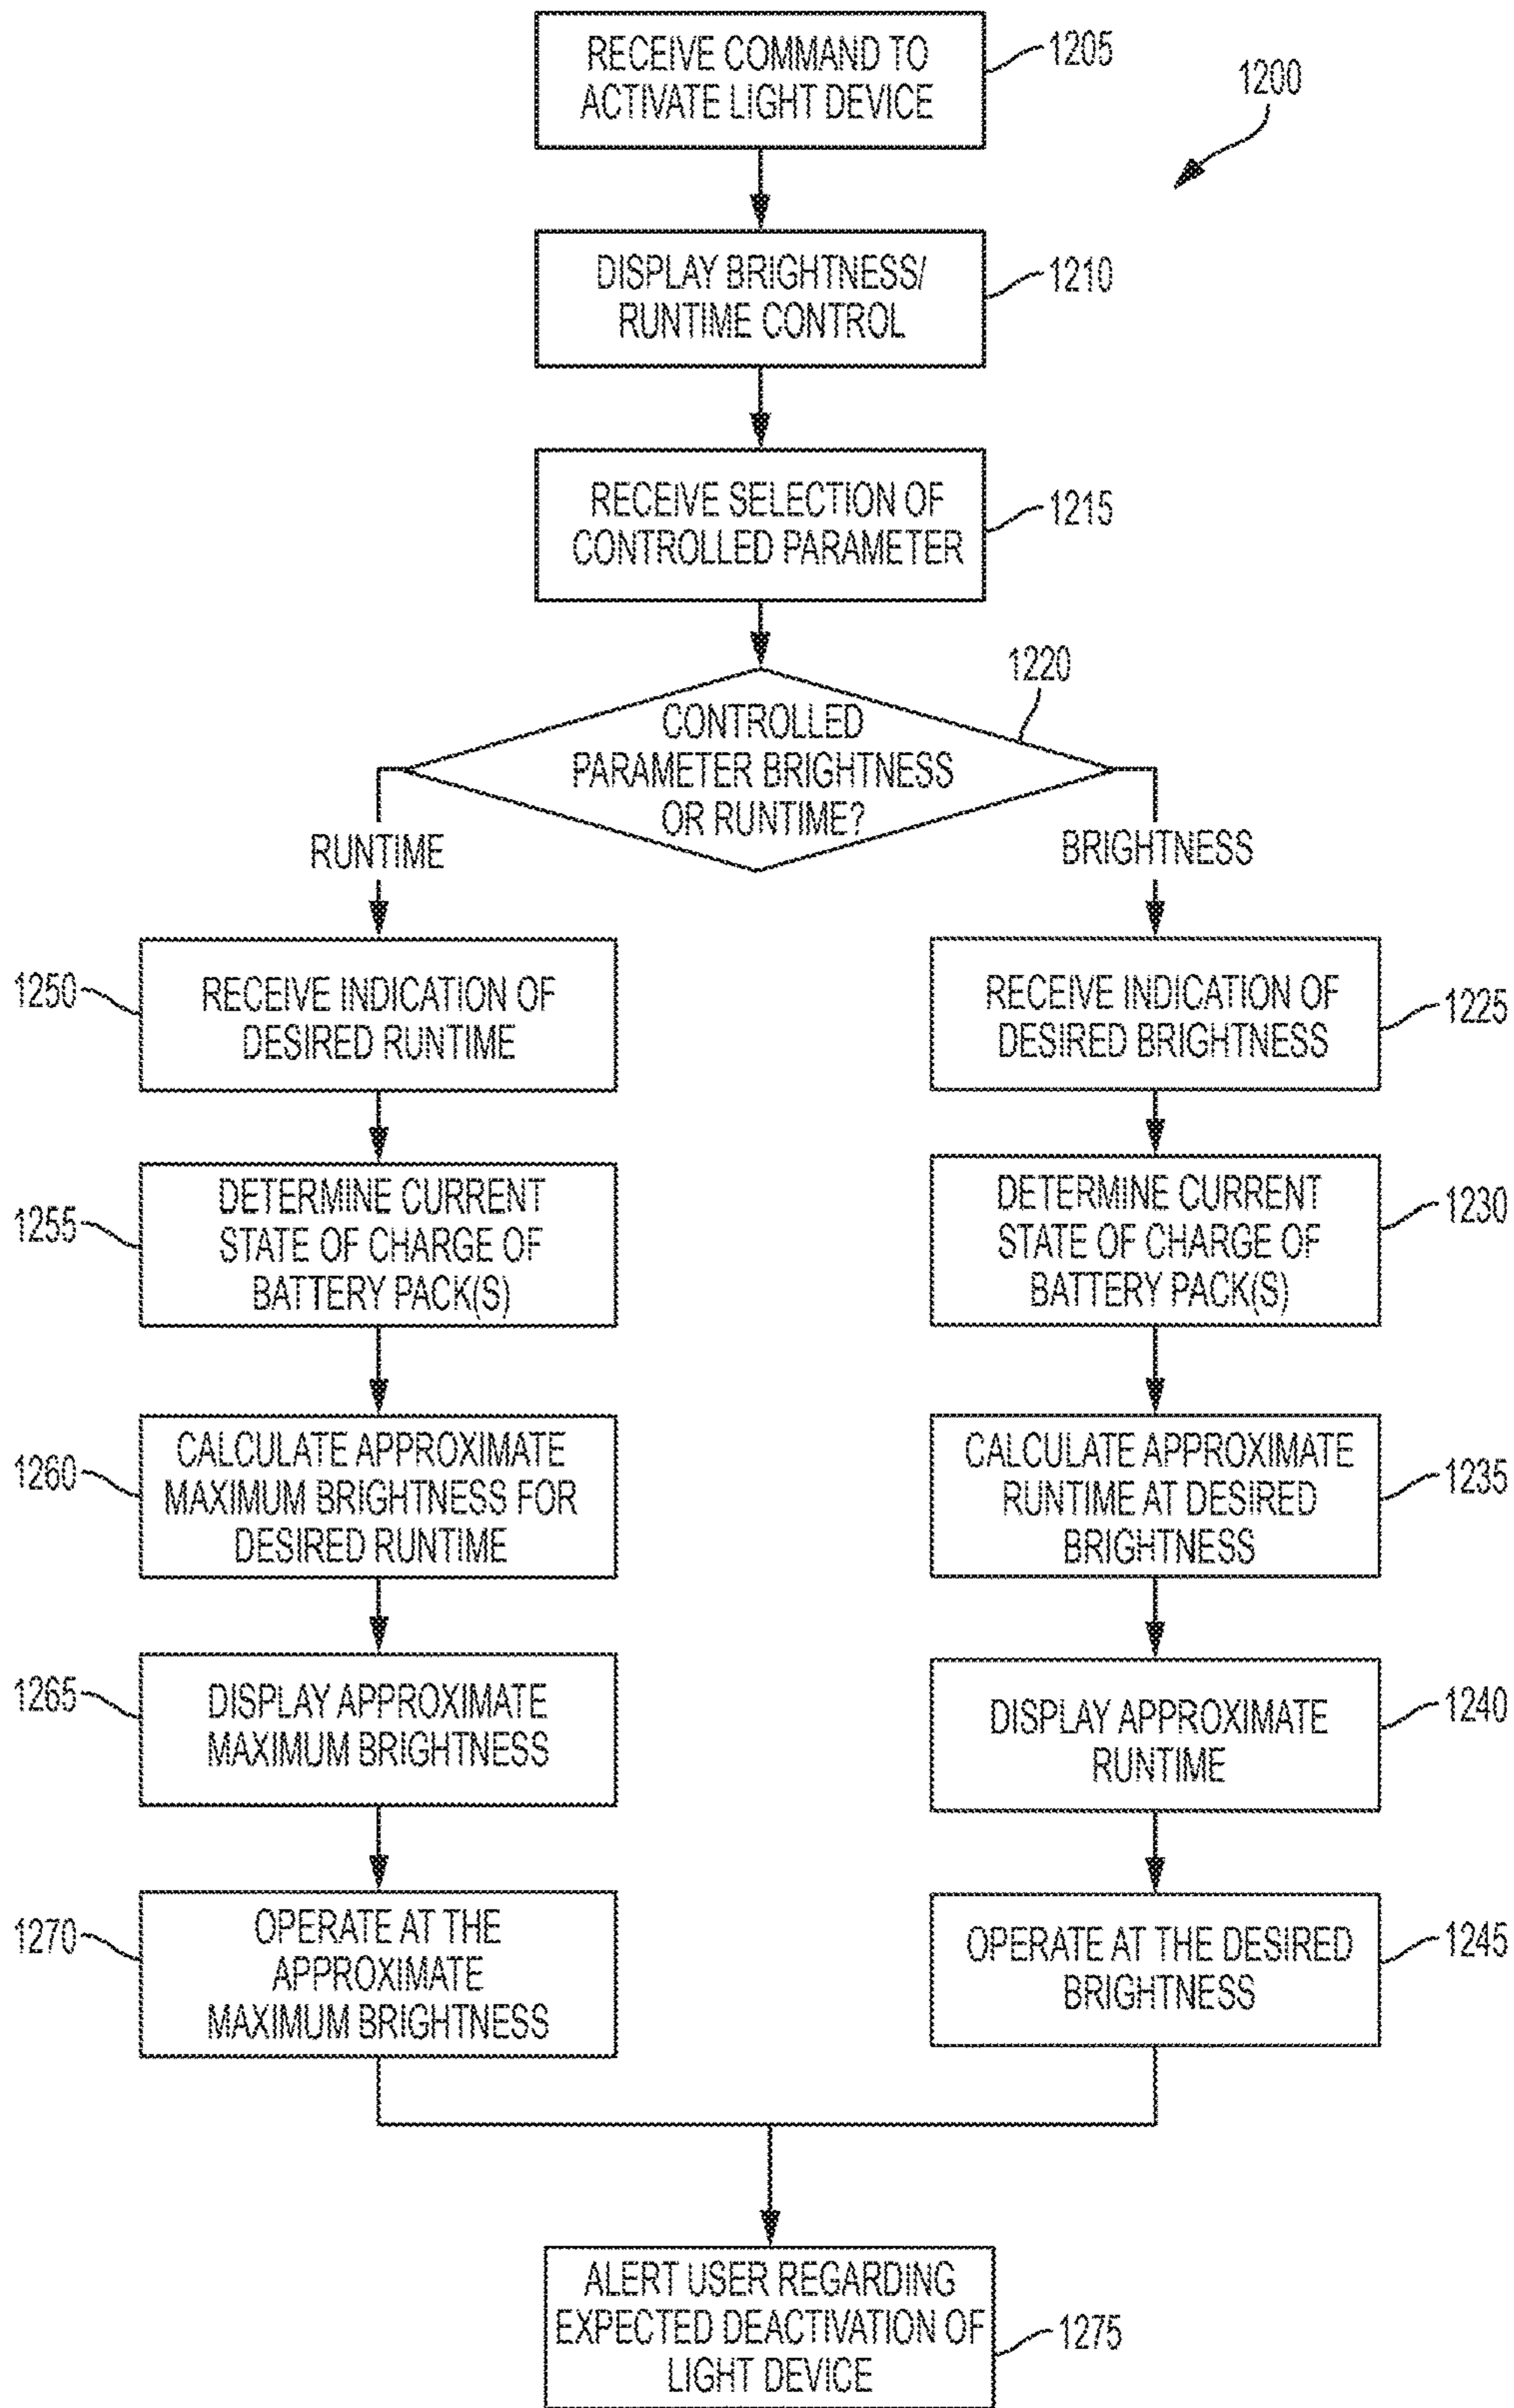 RECEIVE COMMAND TO
ACTIVATE LIGHT DEVICE
1205
1200
DISPLAY BRIGHTNESS/
RUNTIME CONTROL
1210
RECEIVE SELECTION OF
CONTROLLED PARAMETER
1215
1220
CONTROLLED
PARAMETER BRIGHTNESS
OR RUNTIME?
RUNTIME
BRIGHTNESS
1250
RECEIVE INDICATION OF
DESIRED RUNTIME
1255
DETERMINE CURRENT
STATE OF CHARGE OF
BATTERY PACK(S)
1260
CALCULATE APPROXIMATE
MAXIMUM BRIGHTNESS FOR
DESIRED RUNTIME
1265
DISPLAY APPROXIMATE
MAXIMUM BRIGHTNESS
1270
OPERATE AT THE
APPROXIMATE
MAXIMUM BRIGHTNESS
RECEIVE INDICATION OF
DESIRED BRIGHTNESS
1225
DETERMINE CURRENT
STATE OF CHARGE OF
BATTERY PACK(S)
1230
CALCULATE APPROXIMATE
RUNTIME AT DESIRED
BRIGHTNESS
1235
DISPLAY APPROXIMATE
RUNTIME
1240
OPERATE AT THE DESIRED
BRIGHTNESS
1245
ALERT USER REGARDING
EXPECTED DEACTIVATION OF
LIGHT DEVICE
1275